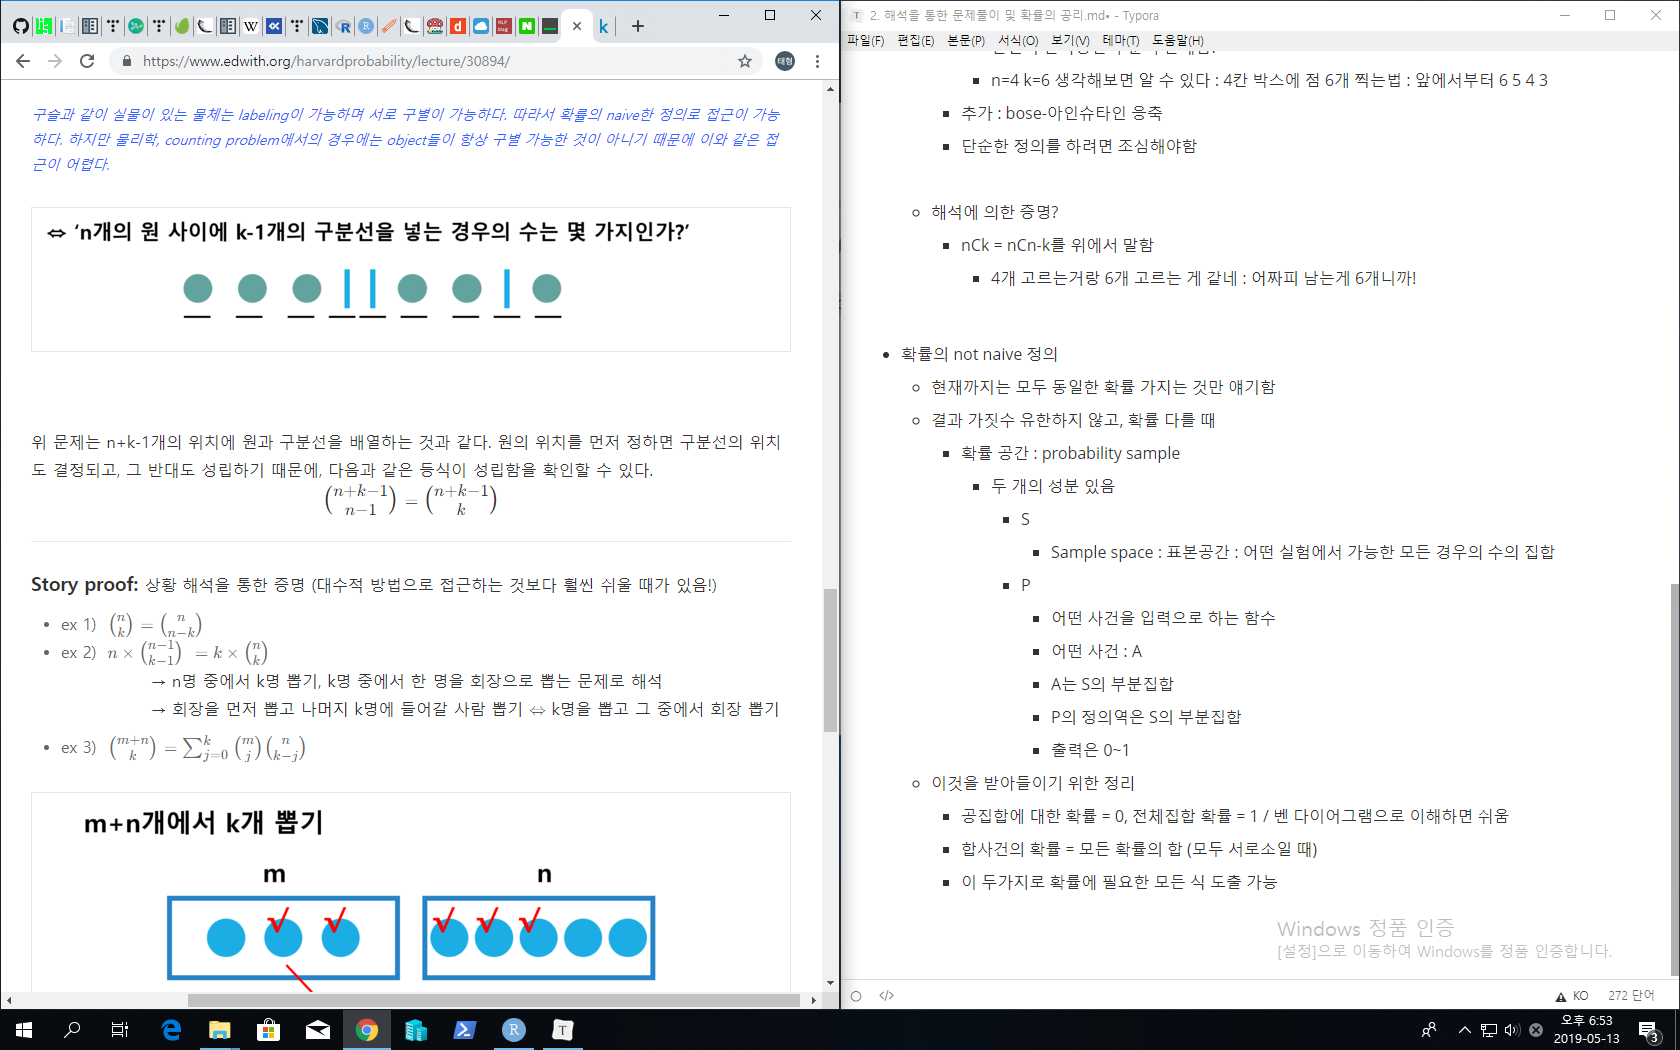 2. 해석을 통한 문제풀이 및 확률의 공리.md• - Typora
https://www.edwith.org/harvardprobability/lecture/30894/
태형
구슬과 같이 실물이 있는 물체는 labeling이 가능하며 서로 구별이 가능하다. 따라서 확률의 naive한 정의로 접근이 가능
하다. 하지만 물리학, counting problem에서의 경우에는 object들이 항상 구별 가능한 것이 아니기 때문에 이와 같은 접
근이 어렵다.
⇔ ‘n개의 원 사이에 k-1개의 구분선을 넣는 경우의 수는 몇 가지인가?’
위 문제는 n+k-1개의 위치에 원과 구분선을 배열하는 것과 같다. 원의 위치를 먼저 정하면 구분선의 위치
도 결정되고, 그 반대도 성립하기 때문에, 다음과 같은 등식이 성립함을 확인할 수 있다.
(n+k−1 n−1) = (n+k−1 k)
Story proof: 상황 해석을 통한 증명 (대수적 방법으로 접근하는 것보다 훨씬 쉬울 때가 있음!)
• ex 1) (n k) = (n n−k)
• ex 2) n × (n−1 k−1) = k × (n k)
→ n명 중에서 k명 뽑기, k명 중에서 한 명을 회장으로 뽑는 문제로 해석
→ 회장을 먼저 뽑고 나머지 k명에 들어갈 사람 뽑기 ⇔ k명을 뽑고 그 중에서 회장 뽑기
• ex 3) (m+n k) = ∑ k j=0 (m j)(n k−j)
m+n개에서 k개 뽑기
m n
파일(F) 편집(E) 본문(P) 서식(O) 보기(V) 테마(T) 도움말(H)
n=4 k=6 생각해보면 알 수 있다 : 4칸 박스에 점 6개 찍는법 : 앞에서부터 6 5 4 3
추가 : bose-아인슈타인 응축
단순한 정의를 하려면 조심해야함
해석에 의한 증명?
nCk = nCn-k를 위에서 말함
4개 고르는거랑 6개 고르는 게 같네 : 어짜피 남는게 6개니까!
확률의 not naive 정의
현재까지는 모두 동일한 확률 가지는 것만 얘기함
결과 가짓수 유한하지 않고, 확률 다를 때
확률 공간 : probability sample
두 개의 성분 있음
S
Sample space : 표본공간 : 어떤 실험에서 가능한 모든 경우의 수의 집합
P
어떤 사건을 입력으로 하는 함수
어떤 사건 : A
A는 S의 부분집합
P의 정의역은 S의 부분집합
출력은 0~1
이것을 받아들이기 위한 정리
공집합에 대한 확률 = 0, 전체집합 확률 = 1 / 벤 다이어그램으로 이해하면 쉬움
합사건의 확률 = 모든 확률의 합 (모두 서로소일 때)
이 두가지로 확률에 필요한 모든 식 도출 가능
Windows 정품 인증
[설정]으로 이동하여 Windows를 정품 인증합니다.
KO 272 단어
오후 6:53
2019-05-13
3